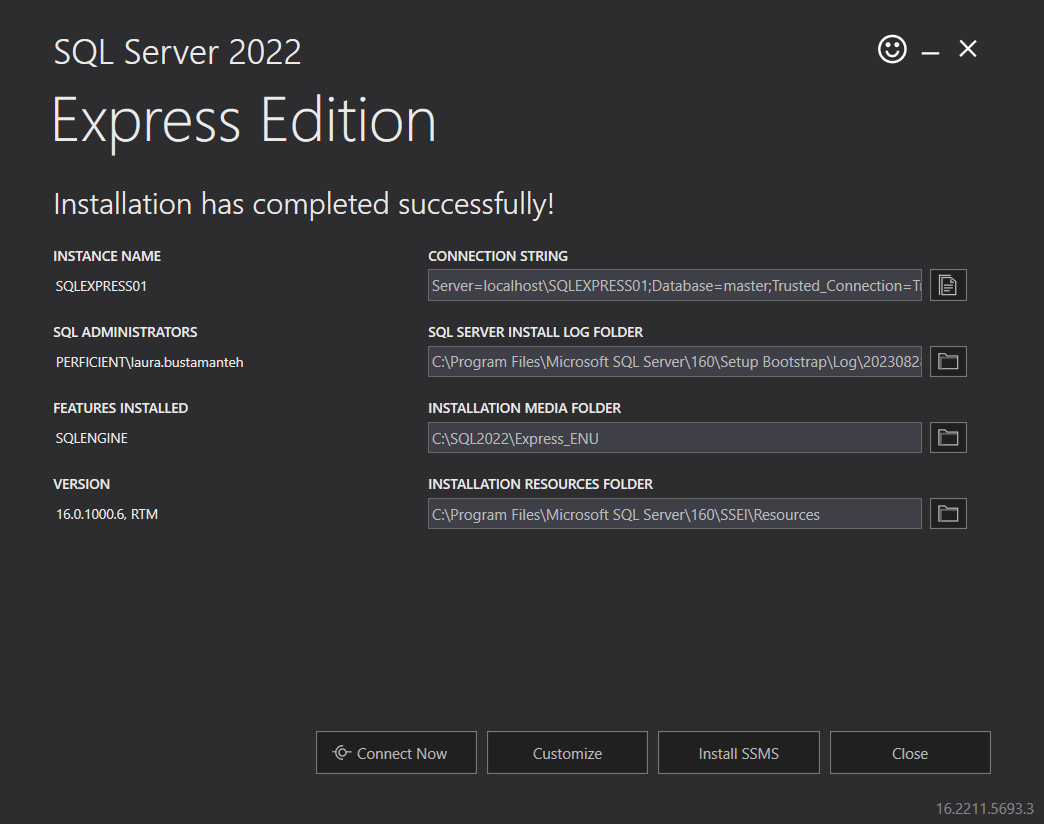 SQL Server 2022
Express Edition
Installation has completed successfully!
INSTANCE NAME
SQLEXPRESS01
CONNECTION STRING
Server=localhost\SQLEXPRESS01;Database=master;Trusted_Connection=T
SQL ADMINISTRATORS
PERFICIENT\laura.bustamanteh
SQL SERVER INSTALL LOG FOLDER
C:\Program Files\Microsoft SQL Server\160\Setup Bootstrap\Log\2023082
FEATURES INSTALLED
SQLENGINE
INSTALLATION MEDIA FOLDER
C:\SQL2022\Express_ENU
VERSION
16.0.1000.6, RTM
INSTALLATION RESOURCES FOLDER
C:\Program Files\Microsoft SQL Server\160\SSEI\Resources
Connect Now
Customize
Install SSMS
Close
16.2211.5693.3